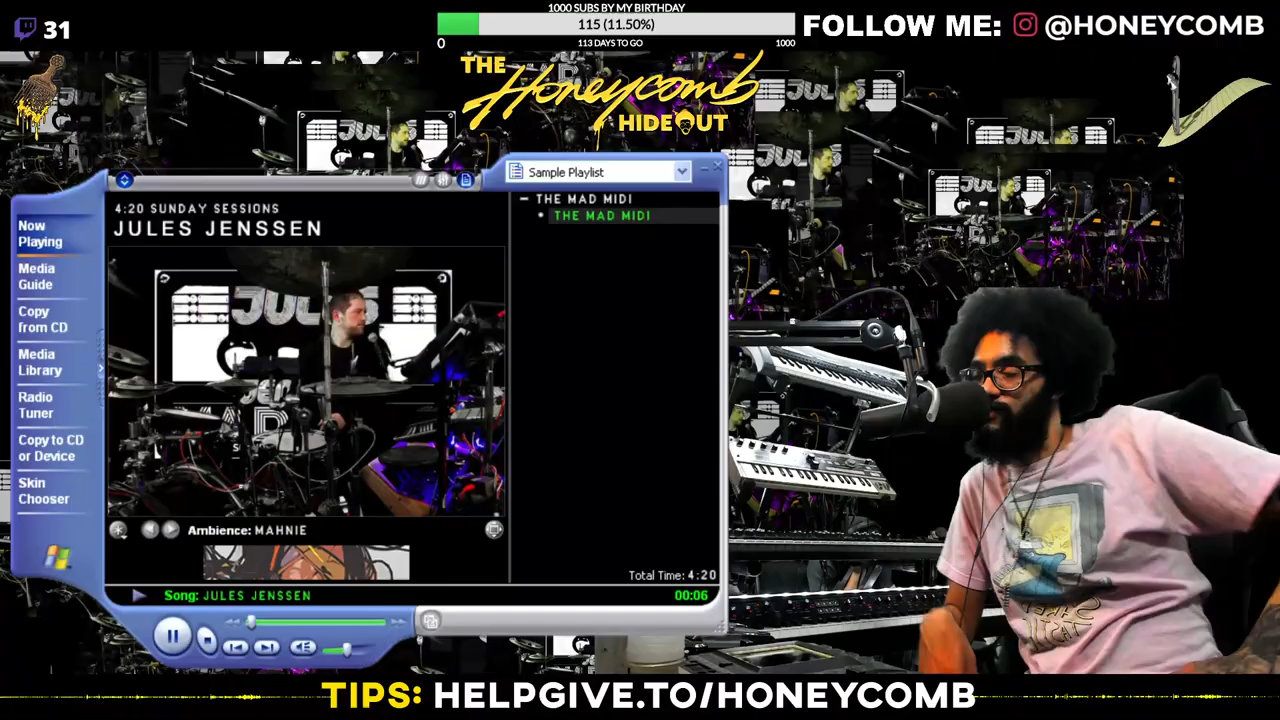 31
1000 SUBS BY MY BIRTHDAY
115 (11.50%)
0
113 DAYS TO GO
1000
FOLLOW ME: @HONEYCOMB
THE
Honeycomb
HIDEOUT
Sample Playlist
THE MAD MIDI
THE MAD MIDI
4:20 SUNDAY SESSIONS
JULES JENSSEN
Now
Playing
Media
Guide
Copy
from CD
Media
Library
Radio
Tuner
Copy to CD
or Device
Skin
Chooser
JULES
Ambience: MAHNIE
Total Time: 4:20
Song: JULES JENSSEN
00:06
TIPS: HELPGIVE.TO/HONEYCOMB